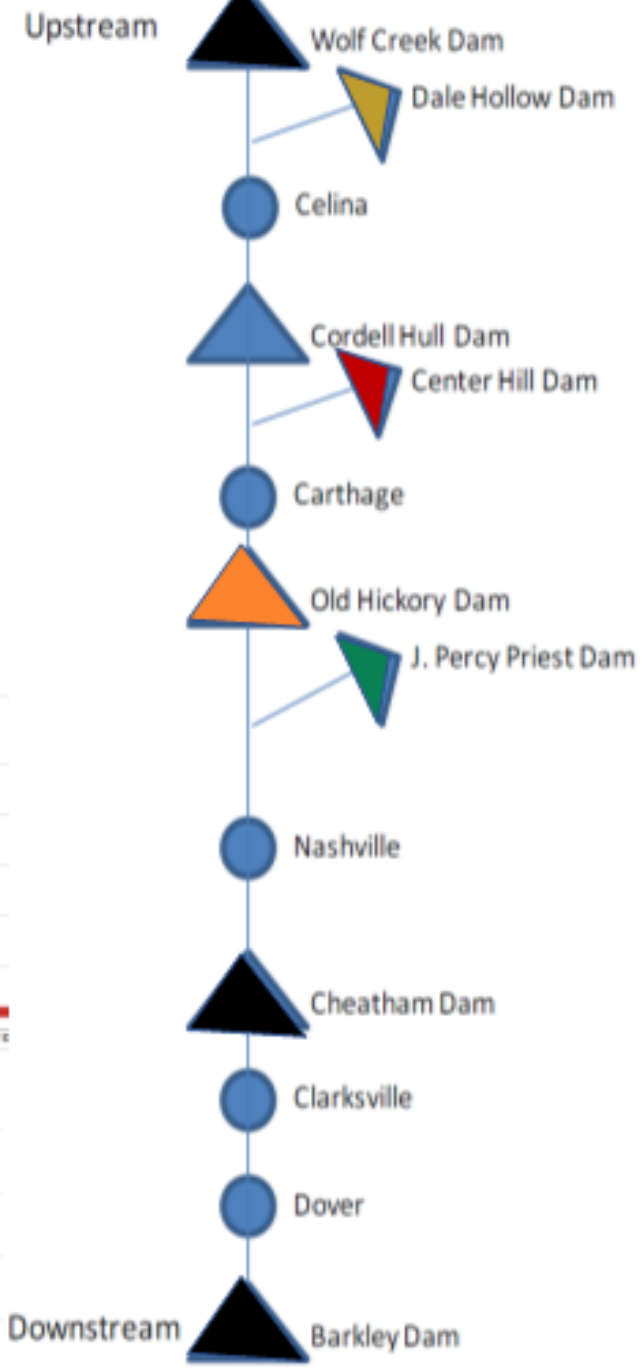 Upstream
Wolf Creek Dam
Dale Hollow Dam
Celina
Cordell Hull Dam
Center Hill Dam
Carthage
Old Hickory Dam
J. Percy Priest Dam
Nashville
Cheatham Dam
Clarksville
Dover
Downstream
Barkley Dam